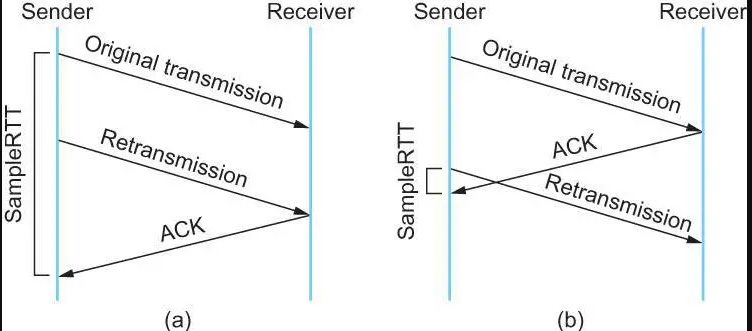 Sender
Receiver
Original transmission
Retransmission
ACK
SampleRTT
(a)
Sender
Receiver
Original transmission
ACK
SampleRTT
Retransmission
(b)